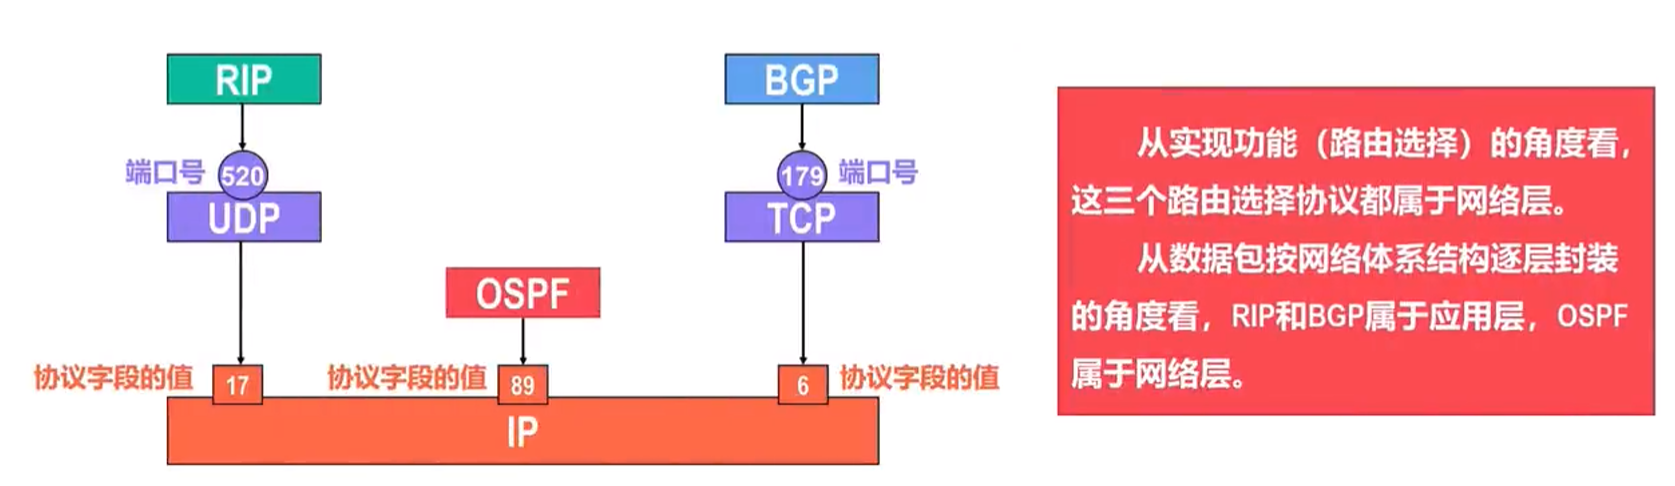 RIP
BGP
端口号 520
179 端口号
UDP
TCP
OSPF
协议字段的值 17
协议字段的值 89
6 协议字段的值
IP
从实现功能（路由选择）的角度看，
这三个路由选择协议都属于网络层。
从数据包按网络体系结构逐层封装
的角度看，RIP和BGP属于应用层，OSPF
属于网络层。